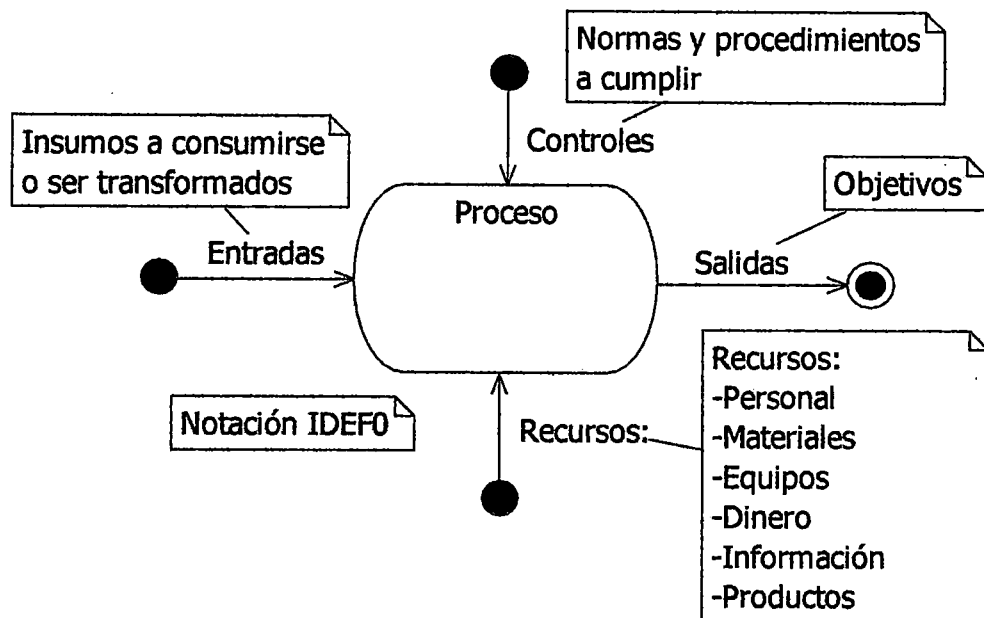 Normas y procedimientos
a cumplir
Controles
Insumos a consumirse
o ser transformados
Entradas
Proceso
Objetivos
Salidas
Notación IDEF0
Recursos:
Recursos:
-Personal
-Materiales
-Equipos
-Dinero
-Información
-Productos